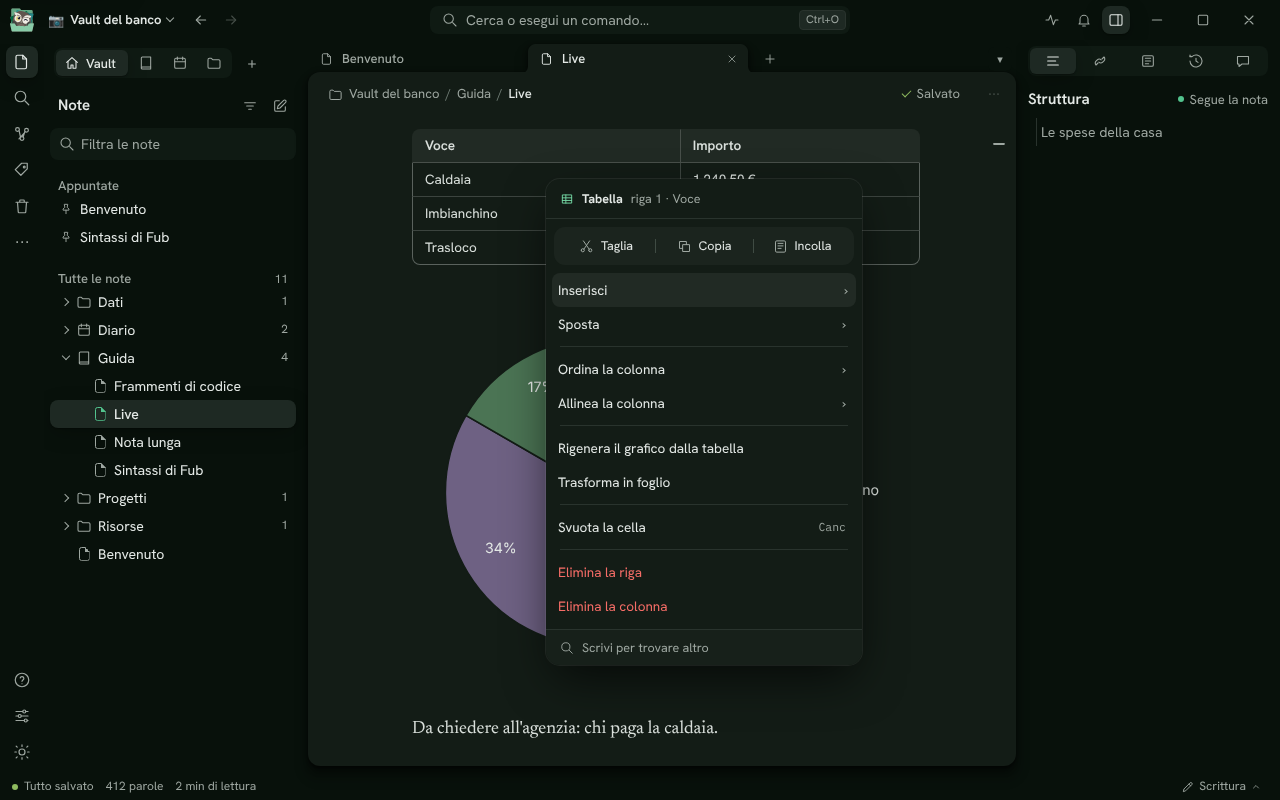 Vault del banco
Cerca o esegui un comando...
Ctrl+O
Vault
Benvenuto
Live
Note
Filtra le note
Appuntate
Benvenuto
Sintassi di Fub
Tutte le note 11
Dati 1
Diario 2
Guida 4
Frammenti di codice
Live
Nota lunga
Sintassi di Fub
Progetti 1
Risorse 1
Benvenuto
Vault del banco / Guida / Live
Salvato
Voce Importo
Caldaia
Imbianchino
Trasloco
Tabella riga 1 · Voce
Taglia Copia Incolla
Inserisci
Sposta
Ordina la colonna
Allinea la colonna
Rigenera il grafico dalla tabella
Trasforma in foglio
Svuota la cella Canc
Elimina la riga
Elimina la colonna
Scrivi per trovare altro
34%
Da chiedere all'agenzia: chi paga la caldaia.
Struttura
Segue la nota
Le spese della casa
Tutto salvato 412 parole 2 min di lettura
Scrittura